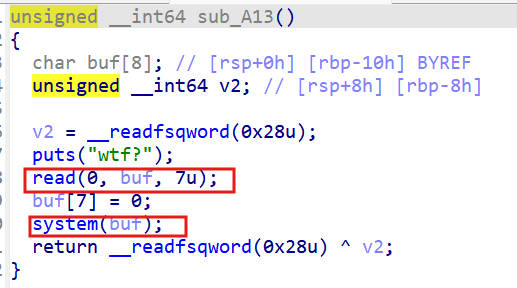 unsigned __int64 sub_A13()
{
char buf[8]; // [rsp+0h] [rbp-10h] BYREF
unsigned __int64 v2; // [rsp+8h] [rbp-8h]
v2 = __readfsqword(0x28u);
puts("wtf?");
read(0, buf, 7u);
buf[7] = 0;
system(buf);
return __readfsqword(0x28u) ^ v2;
}